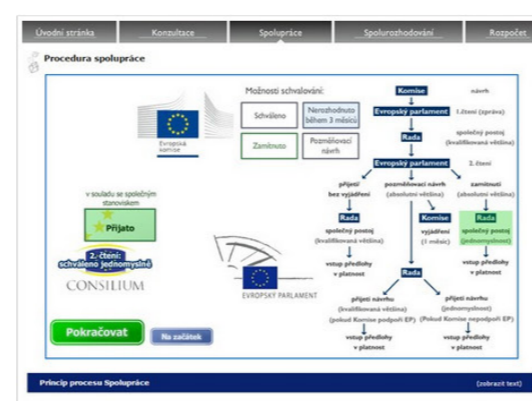 Úvodní stránka
Konzultace
Spolupráce
Spolurozhodování
Rozpočet
Procedura spolupráce
Možnosti schvalování:
Schváleno
Nerozhodnuto
během 3 měsíců
Zamítnuto
Pozměňovací
návrh
Evropská
komise
v souladu se společným
stanoviskem
Přijato
2. čtení:
schváleno jednomyslně
CONSILIUM
EVROPSKÝ PARLAMENT
Pokračovat
Na začátek
Komise
návrh
Evropský parlament
1.čtení (zpráva)
Rada
společný postoj
(kvalifikovaná většina)
Evropský parlament
2. čtení
přijetí
bez vyjádření
pozměňovací návrh
(absolutní většina)
zamítnutí
(absolutní většina)
Rada
společný postoj
(kvalifikovaná většina)
Komise
vyjádření
(1 měsíc)
Rada
společný postoj
(jednomyslnost)
vstup předlohy
v platnost
vstup předlohy
v platnost
Rada
přijetí návrhu
(kvalifikovaná většina)
(pokud Komise podpoří EP)
přijetí návrhu
(jednomyslnost)
(Pokud Komise nepodpoří EP)
vstup předlohy
v platnost
vstup předlohy
v platnost
Princip procesu Spolupráce
(zobrazit text)